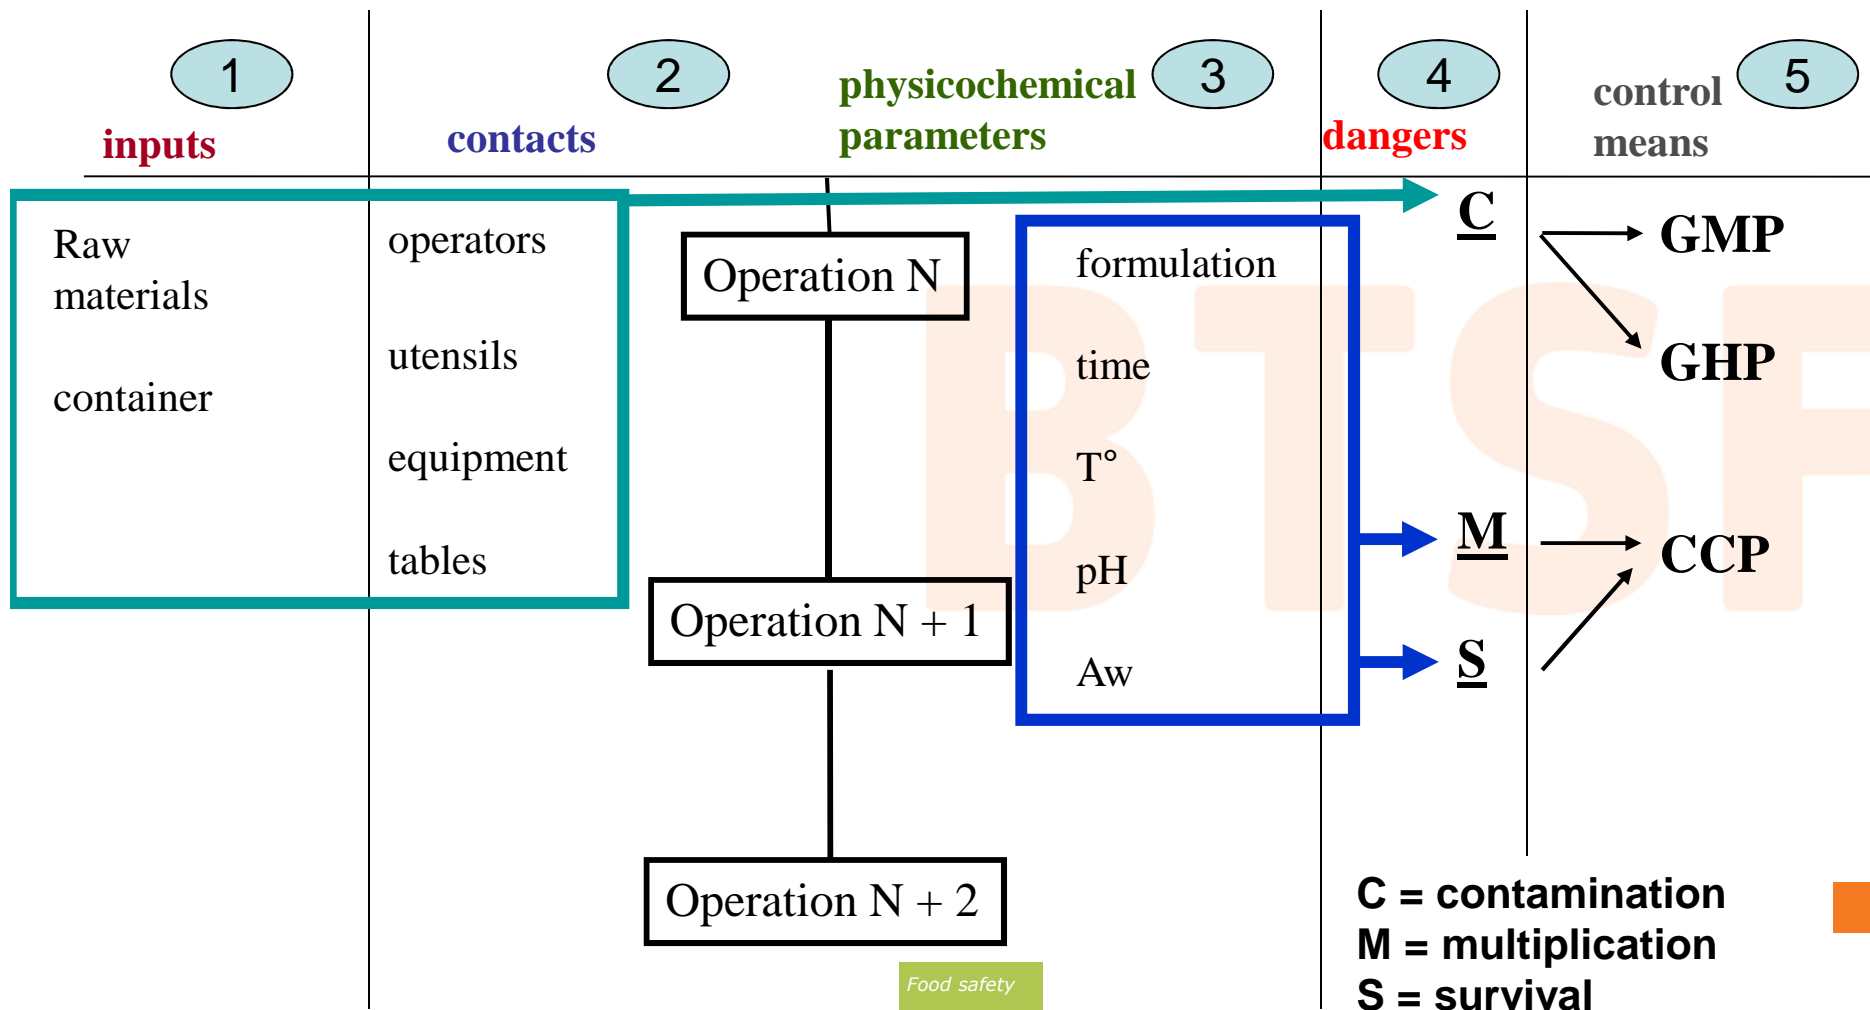 1
2
3
4
5
inputs
contacts
physicochemical
parameters
dangers
control
means
Raw
materials
container
operators
utensils
equipment
tables
Operation N
Operation N + 1
Operation N + 2
formulation
time
T°
pH
Aw
C
M
S
GMP
GHP
CCP
BTSF
C = contamination
M = multiplication
S = survival
Food safety